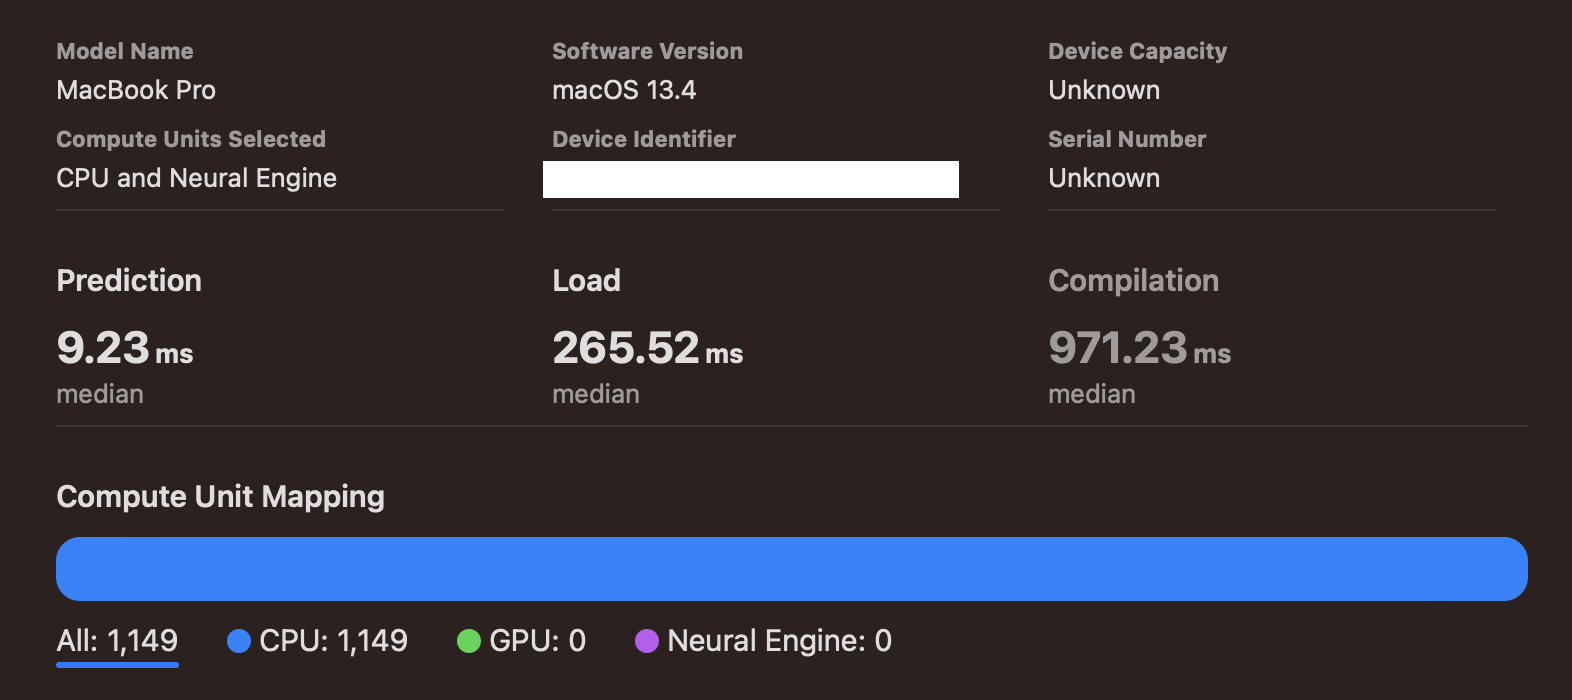 Model Name
MacBook Pro
Software Version
macOS 13.4
Device Capacity
Unknown
Compute Units Selected
CPU and Neural Engine
Device Identifier
Serial Number
Unknown
Prediction
9.23 ms
median
Load
265.52 ms
median
Compilation
971.23 ms
median
Compute Unit Mapping
All: 1,149 CPU: 1,149 GPU: 0 Neural Engine: 0